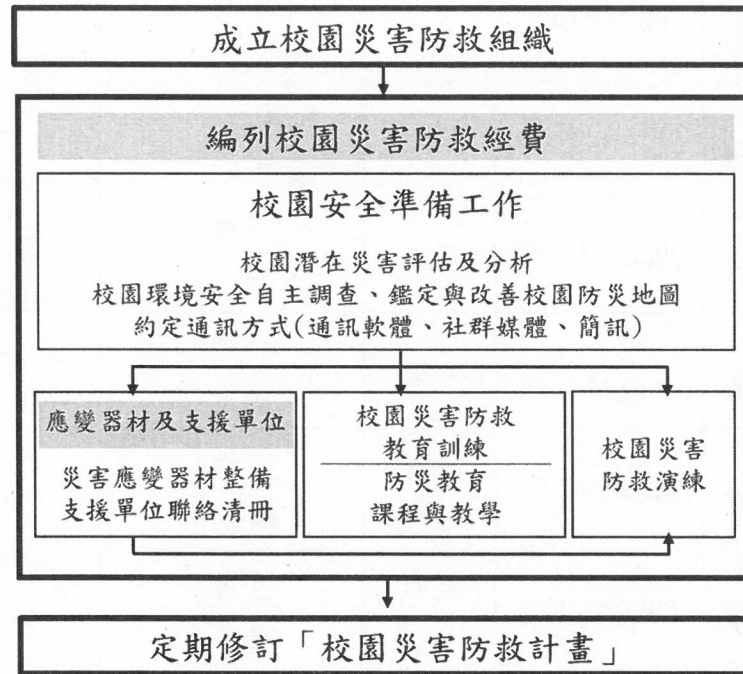 成立校園災害防救組織
編列校園災害防救經費
校園安全準備工作
校園潛在災害評估及分析
校園環境安全自主調查、鑑定與改善校園防災地圖
約定通訊方式(通訊軟體、社群媒體、簡訊)
應變器材及支援單位
災害應變器材整備
支援單位聯絡清冊
校園災害防救
教育訓練
防災教育
課程與教學
校園災害
防救演練
定期修訂「校園災害防救計畫」